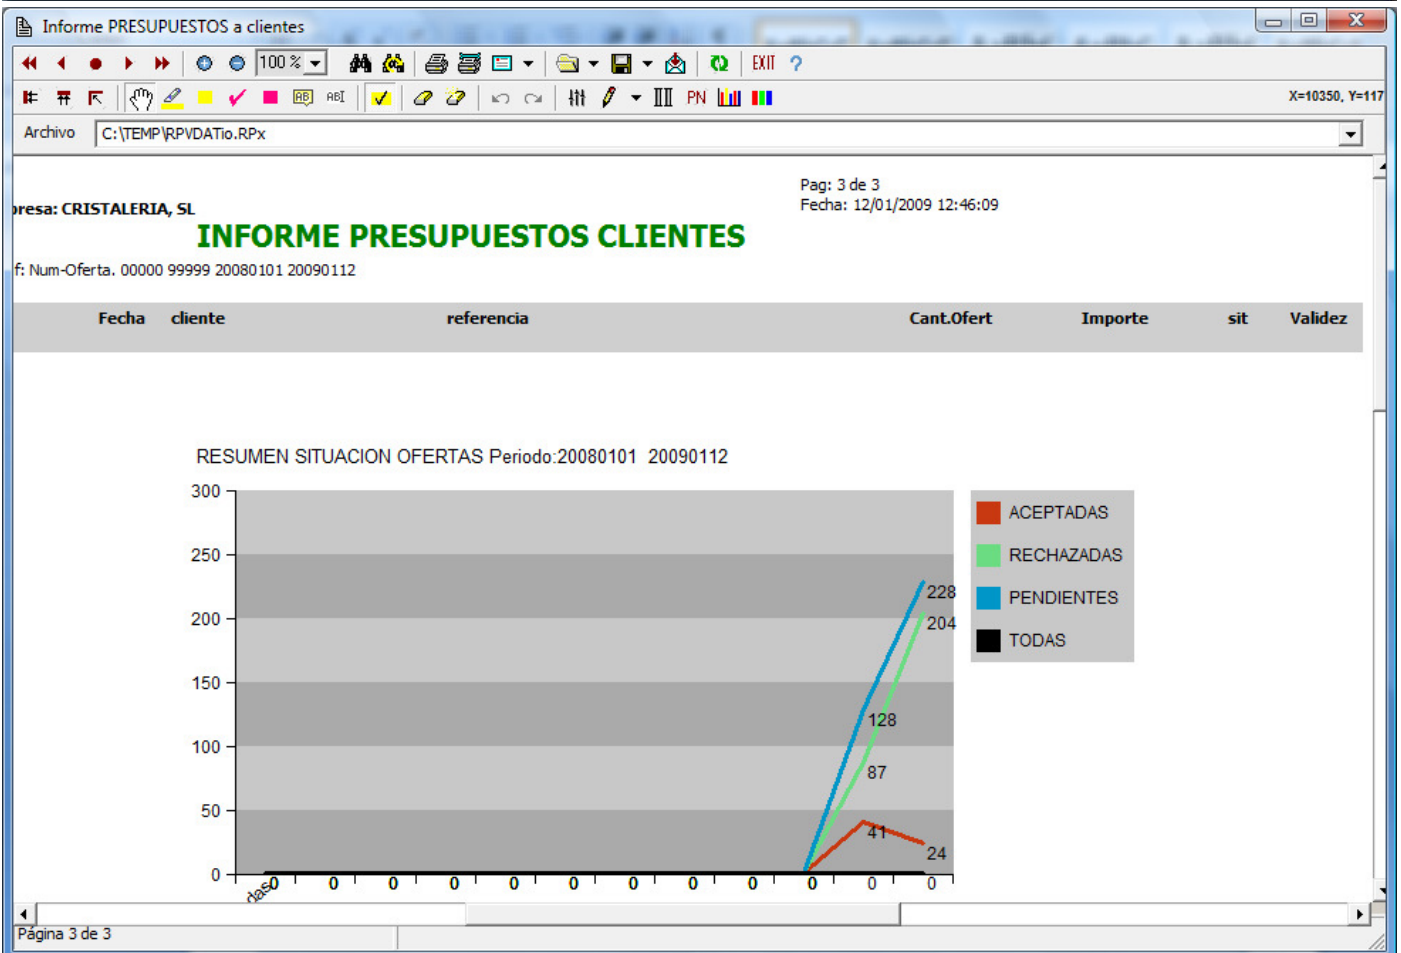 Informe PRESUPUESTOS a clientes
100 %
EXIT ?
AB ABI PN X=10350, Y=117
Archivo C:\TEMP\RPVDATio.RPx
Pag: 3 de 3
presa: CRISTALERIA, SL Fecha: 12/01/2009 12:46:09
INFORME PRESUPUESTOS CLIENTES
f: Num-Oferta. 00000 99999 20080101 20090112
Fecha cliente referencia Cant.Ofert Importe sit Validez
RESUMEN SITUACION OFERTAS Periodo:20080101 20090112
300
ACEPTADAS
250
RECHAZADAS
228
PENDIENTES
200
204
TODAS
150
128
100
87
50
41
24
0
0 0 0 0 0 0 0 0 0 0 0 0
das
Página 3 de 3